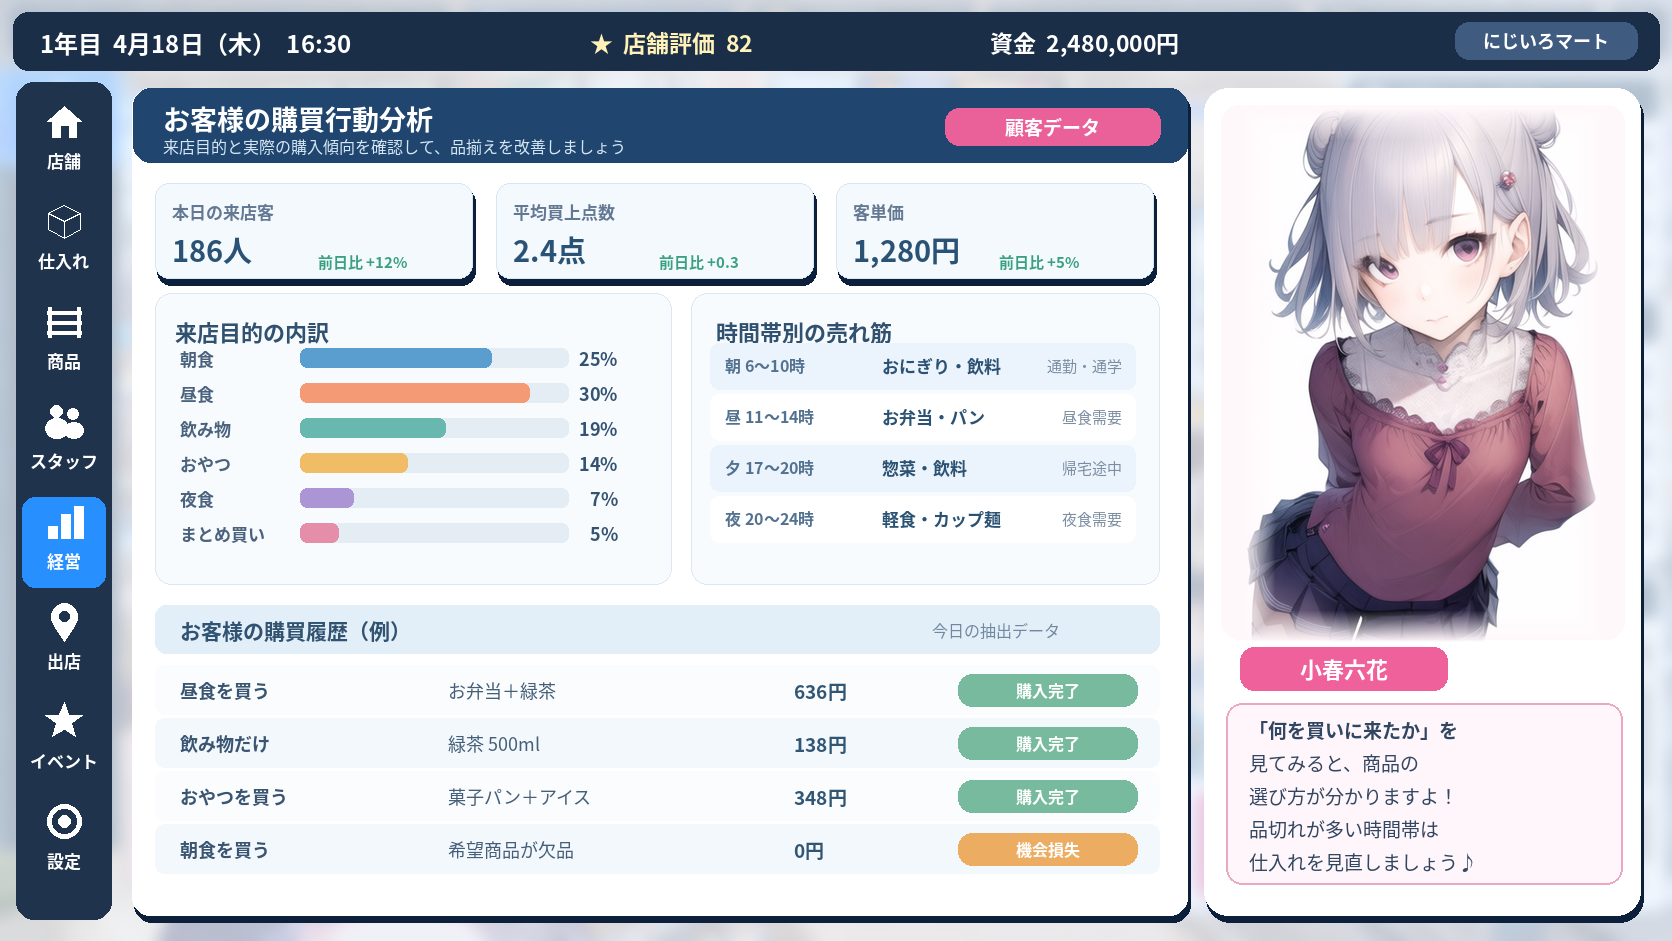 1年目 4月18日（木） 16:30
★ 店舗評価 82
資金 2,480,000円
にじいろマート
店舗
仕入れ
商品
スタッフ
経営
出店
イベント
設定
お客様の購買行動分析
来店目的と実際の購入傾向を確認して、品揃えを改善しましょう
顧客データ
本日の来店客
186人
前日比 +12%
平均買上点数
2.4点
前日比 +0.3
客単価
1,280円
前日比 +5%
来店目的の内訳
朝食 25%
昼食 30%
飲み物 19%
おやつ 14%
夜食 7%
まとめ買い 5%
時間帯別の売れ筋
朝 6〜10時 おにぎり・飲料 通勤・通学
昼 11〜14時 お弁当・パン 昼食需要
夕 17〜20時 惣菜・飲料 帰宅途中
夜 20〜24時 軽食・カップ麺 夜食需要
お客様の購買履歴（例） 今日の抽出データ
昼食を買う お弁当＋緑茶 636円 購入完了
飲み物だけ 緑茶 500ml 138円 購入完了
おやつを買う 菓子パン＋アイス 348円 購入完了
朝食を買う 希望商品が欠品 0円 機会損失
小春六花
「何を買いに来たか」を
見てみると、商品の
選び方が分かりますよ！
品切れが多い時間帯は
仕入れを見直しましょう♪